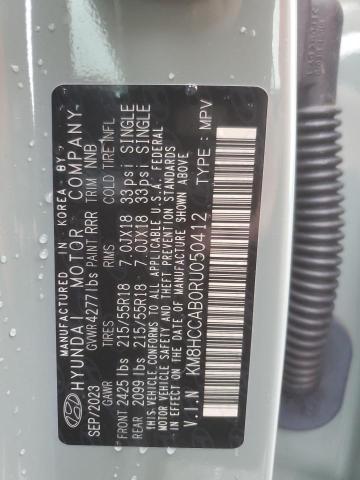 MANUFACTURED IN KOREA BY
HYUNDAI MOTOR COMPANY
SEP/2023 GVWR 4277lbs PAINT RRR TRIM NNB
GAWR TIRES RIMS COLD TIRE INFL
FRONT 2425 lbs 215/55R18 7.0JX18 33psi SINGLE
REAR 2099 lbs 215/55R18 7.0JX18 33psi SINGLE
THIS VEHICLE CONFORMS TO ALL APPLICABLE U.S.A. FEDERAL
MOTOR VEHICLE SAFETY AND THEFT PREVENTION STANDARDS
IN EFFECT ON THE DATE OF MANUFACTURE SHOWN ABOVE.
V.I.N KM8HCCAB0RU050412 TYPE : MPV